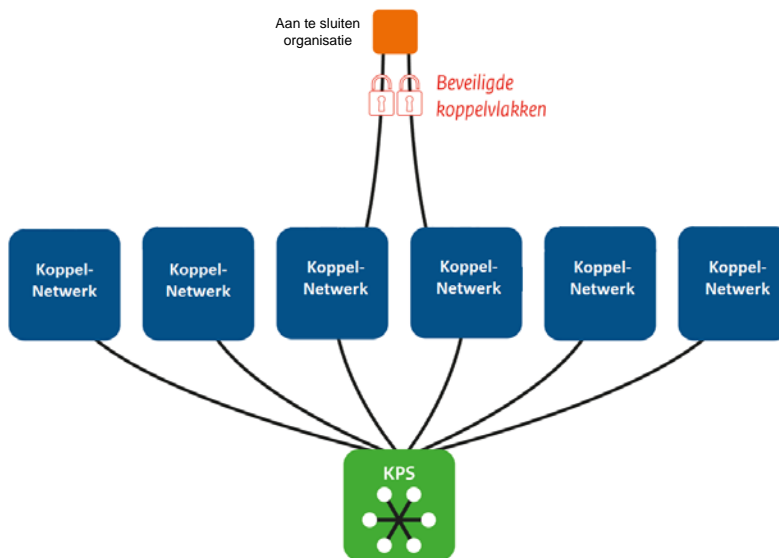 Aan te sluiten
organisatie
Beveiligde
koppelvlakken
Koppel-
Netwerk
Koppel-
Netwerk
Koppel-
Netwerk
Koppel-
Netwerk
Koppel-
Netwerk
Koppel-
Netwerk
KPS